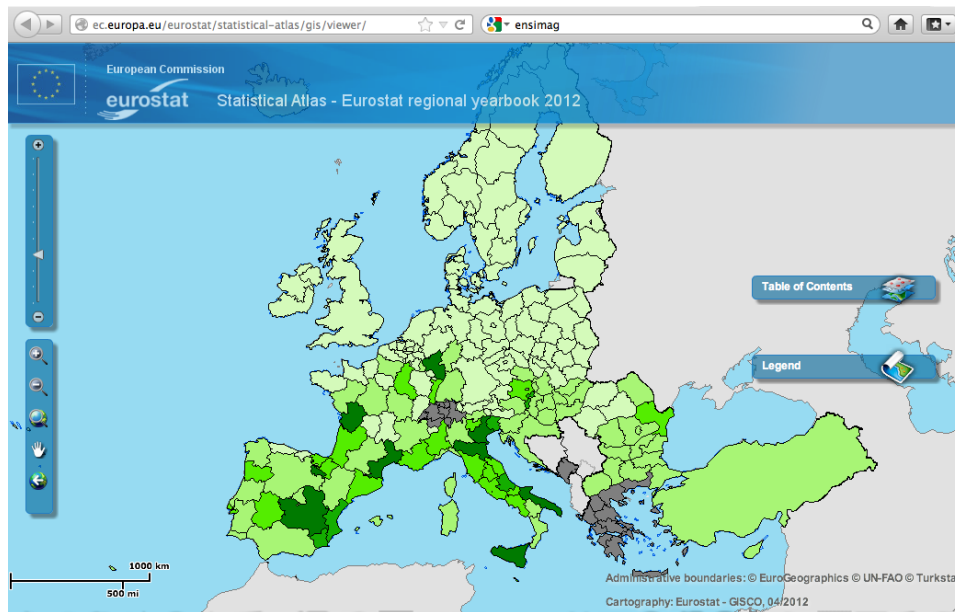 ec.europa.eu/eurostat/statistical-atlas/gis/viewer/
ensimag
European Commission
eurostat
Statistical Atlas - Eurostat regional yearbook 2012
Table of Contents
Legend
1000 km
500 mi
Administrative boundaries: © EuroGeographics © UN-FAO © Turksta
Cartography: Eurostat - GISCO, 04/2012